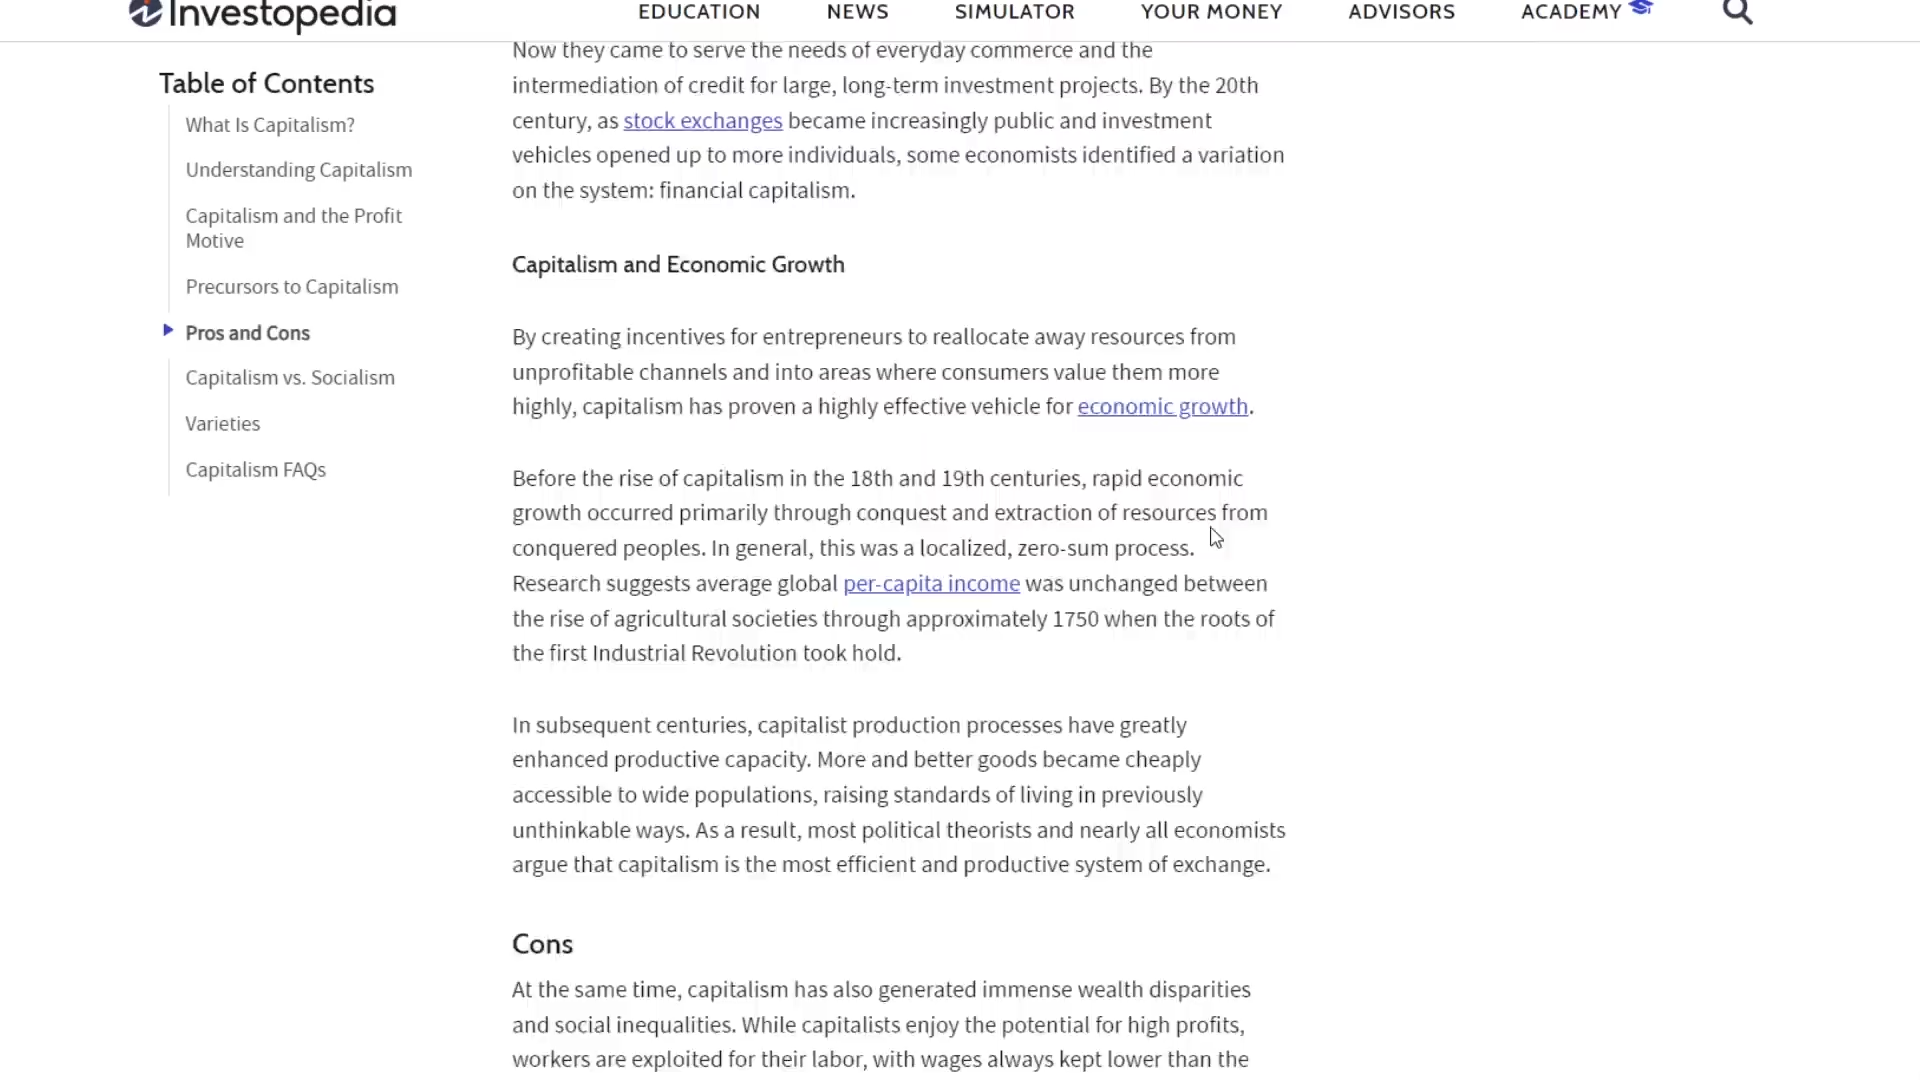 Investopedia
EDUCATION NEWS SIMULATOR YOUR MONEY ADVISORS ACADEMY
Table of Contents
What Is Capitalism?
Understanding Capitalism
Capitalism and the Profit
Motive
Precursors to Capitalism
Pros and Cons
Capitalism vs. Socialism
Varieties
Capitalism FAQs
Now they came to serve the needs of everyday commerce and the
intermediation of credit for large, long-term investment projects. By the 20th
century, as stock exchanges became increasingly public and investment
vehicles opened up to more individuals, some economists identified a variation
on the system: financial capitalism.
Capitalism and Economic Growth
By creating incentives for entrepreneurs to reallocate away resources from
unprofitable channels and into areas where consumers value them more
highly, capitalism has proven a highly effective vehicle for economic growth.
Before the rise of capitalism in the 18th and 19th centuries, rapid economic
growth occurred primarily through conquest and extraction of resources from
conquered peoples. In general, this was a localized, zero-sum process.
Research suggests average global per-capita income was unchanged between
the rise of agricultural societies through approximately 1750 when the roots of
the first Industrial Revolution took hold.
In subsequent centuries, capitalist production processes have greatly
enhanced productive capacity. More and better goods became cheaply
accessible to wide populations, raising standards of living in previously
unthinkable ways. As a result, most political theorists and nearly all economists
argue that capitalism is the most efficient and productive system of exchange.
Cons
At the same time, capitalism has also generated immense wealth disparities
and social inequalities. While capitalists enjoy the potential for high profits,
workers are exploited for their labor, with wages always kept lower than the